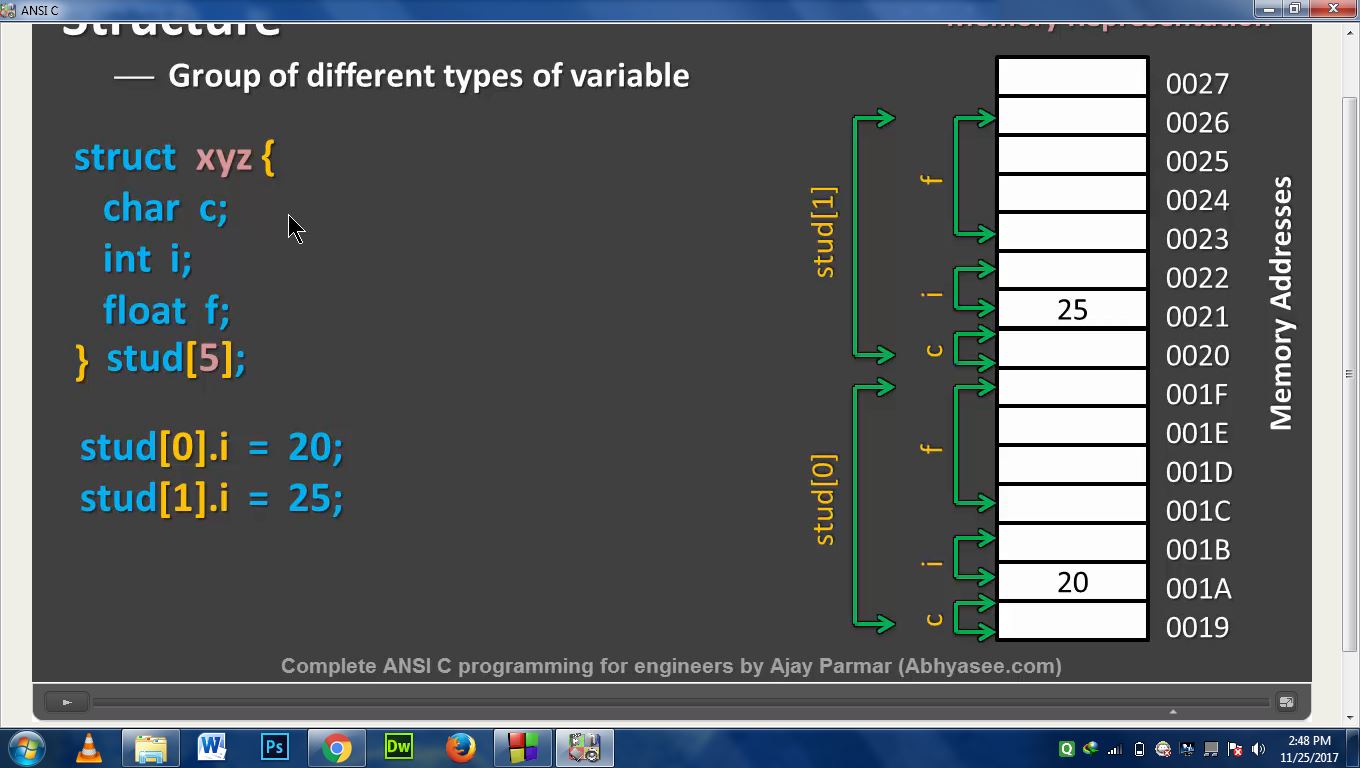 ANSI C
Structure
Memory Representation
— Group of different types of variable
struct xyz {
char c;
int i;
float f;
} stud[5];
stud[0].i = 20;
stud[1].i = 25;
stud[1]
stud[0]
f
i
c
f
i
c
25
20
0027
0026
0025
0024
0023
0022
0021
0020
001F
001E
001D
001C
001B
001A
0019
Memory Addresses
Complete ANSI C programming for engineers by Ajay Parmar (Abhyasee.com)
W
Ps
Dw
Q
2:48 PM
11/25/2017